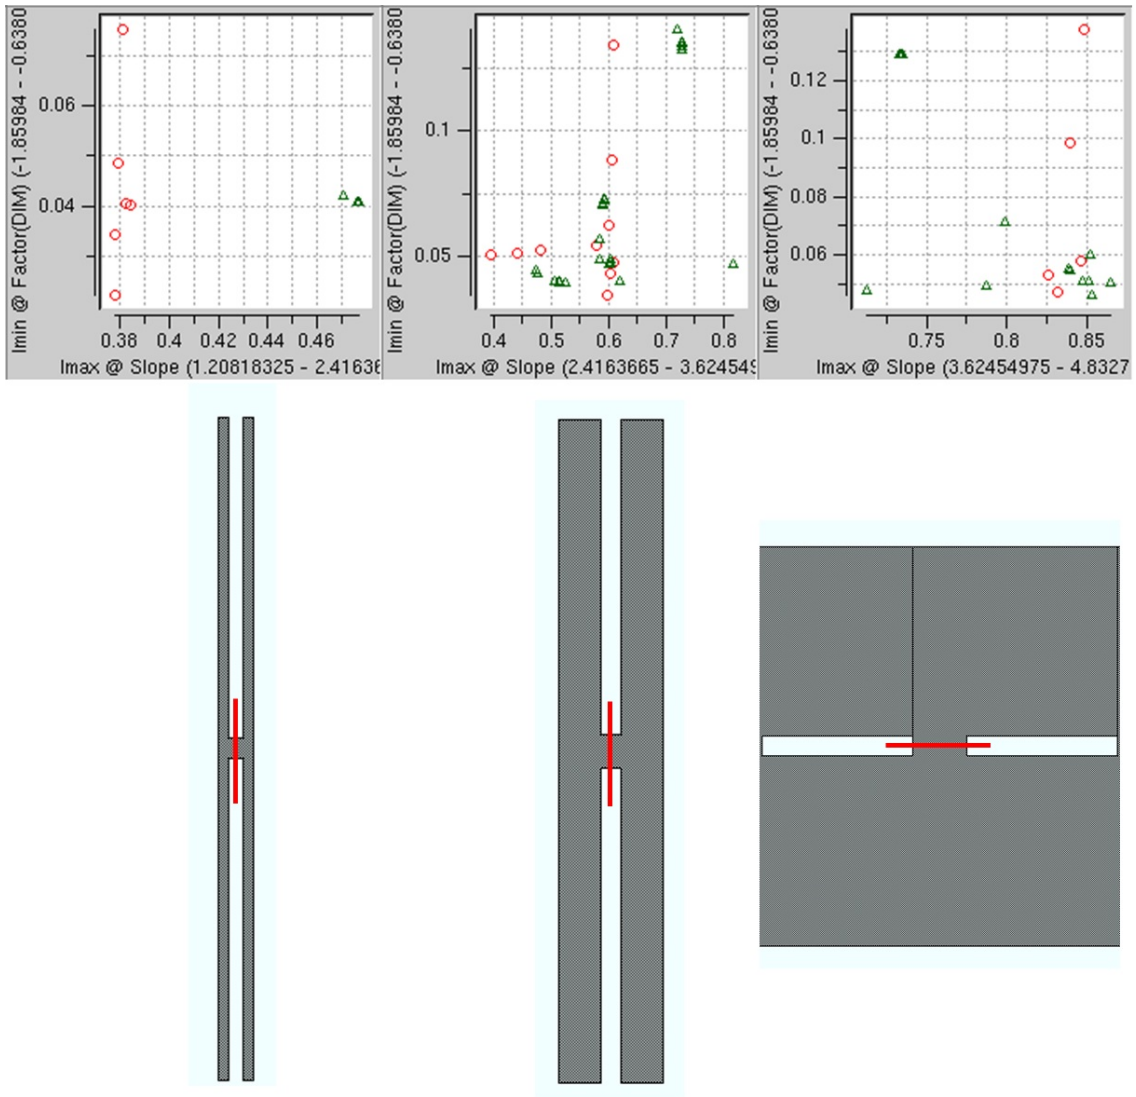 Imin @ Factor(DIM) (-1.85984 - -0.6380
0.06
0.04
0.38 0.4 0.42 0.44 0.46
Imax @ Slope (1.20818325 - 2.41636
Imin @ Factor(DIM) (-1.85984 - -0.6380
0.1
0.05
0.4 0.5 0.6 0.7 0.8
Imax @ Slope (2.4163665 - 3.624549
Imin @ Factor(DIM) (-1.85984 - -0.6380
0.12
0.1
0.08
0.06
0.75 0.8 0.85
Imax @ Slope (3.62454975 - 4.8327